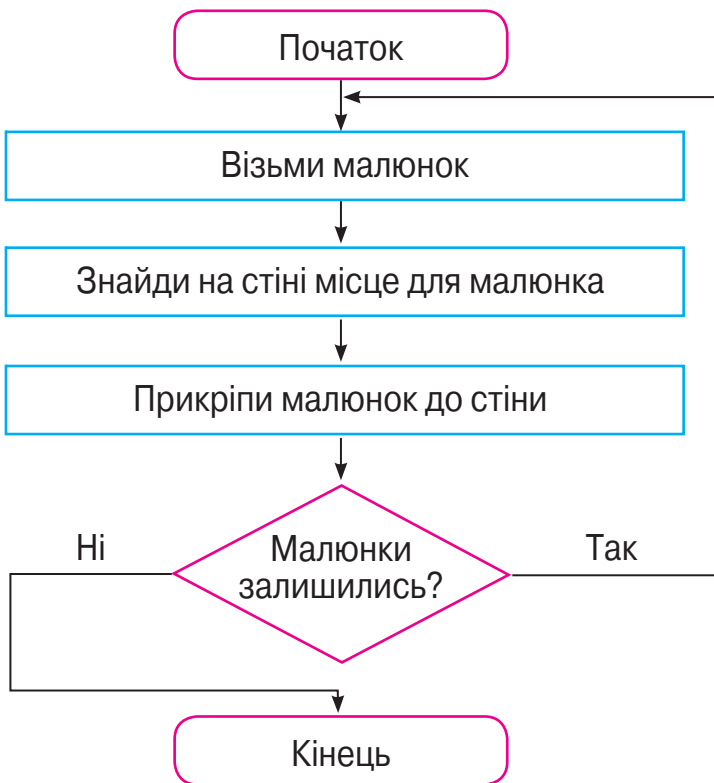 Початок
Візьми малюнок
Знайди на стіні місце для малюнка
Прикріпи малюнок до стіни
Ні
Малюнки
залишились?
Так
Кінець